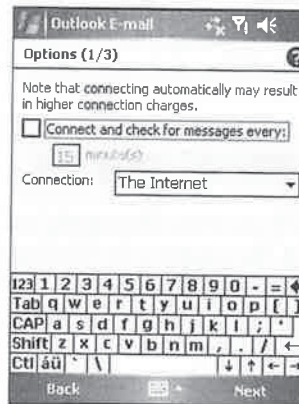 Outlook E-mail
Options (1/3)
Note that connecting automatically may result
in higher connection charges.
Connect and check for messages every:
15 minute(s)
Connection: The Internet
123 1 2 3 4 5 6 7 8 9 0 - =
Tab q w e r t y u i o p [ ]
CAP a s d f g h j k l ; '
Shift z x c v b n m , . / ←
Ctl áü ` \ ↓ ↑ ← →
Back Next